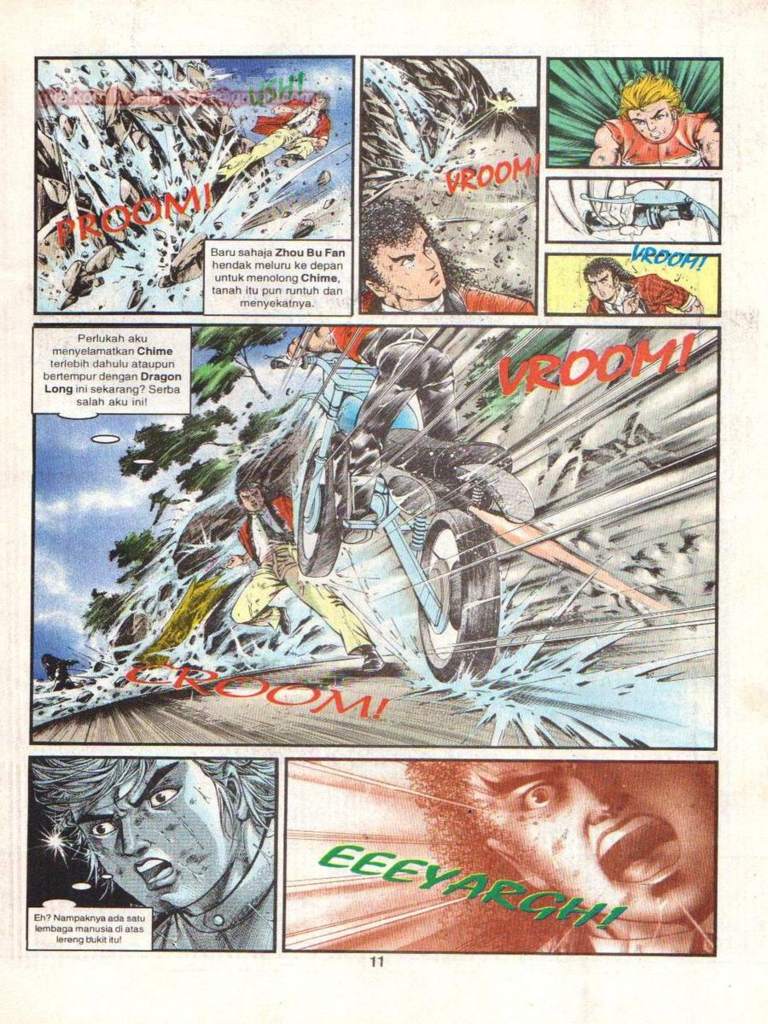 USH!
PROOM!
Baru sahaja Zhou Bu Fan
hendak meluru ke depan
untuk menolong Chime,
tanah itu pun runtuh dan
menyekatnya.
VROOM!
VROOM!
Perlukah aku
menyelamatkan Chime
terlebih dahulu ataupun
bertempur dengan Dragon
Long ini sekarang? Serba
salah aku ini!
VROOM!
CROOM!
Eh? Nampaknya ada satu
lembaga manusia di atas
lereng bukit itu!
EEEYARGH!
11